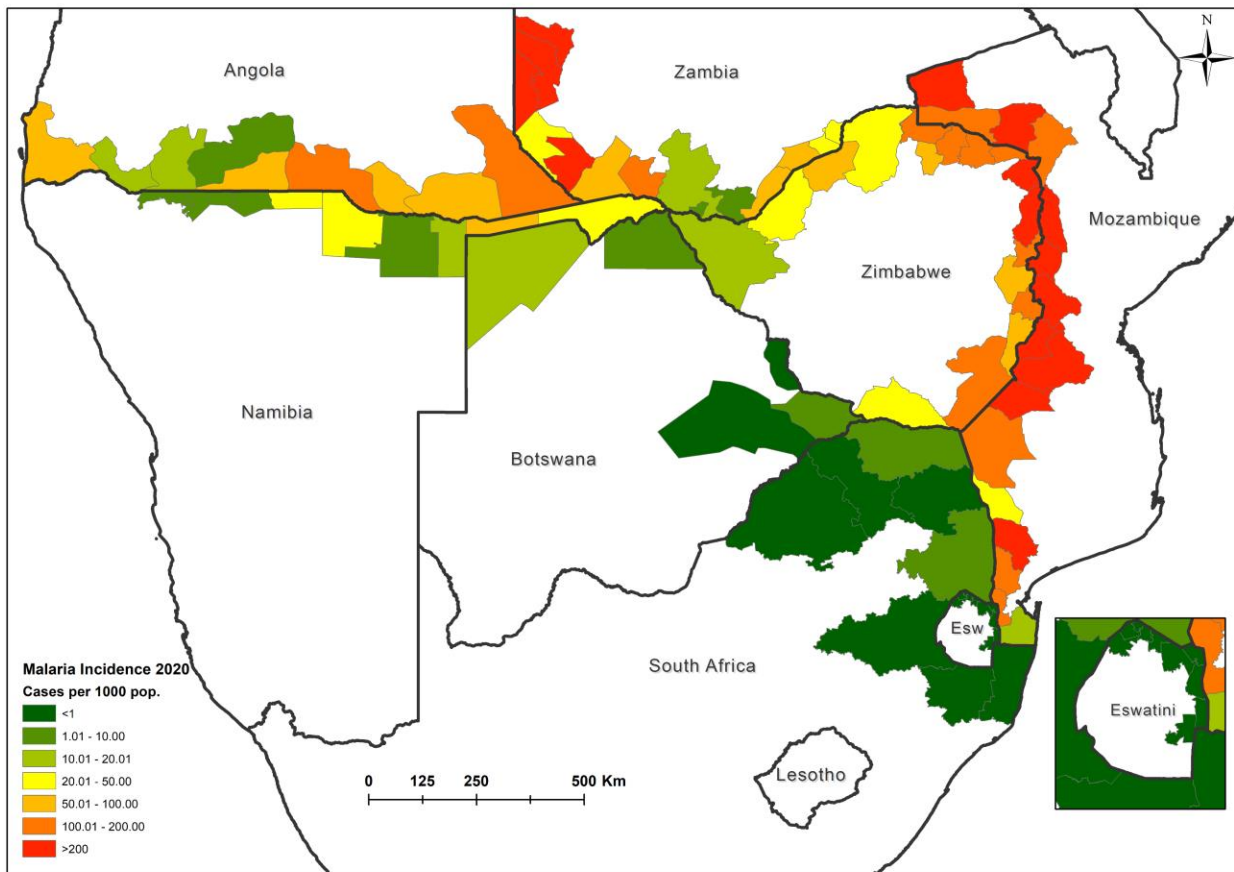 N
Angola
Zambia
Mozambique
Zimbabwe
Namibia
Botswana
Esw
South Africa
Lesotho
Eswatini
Malaria Incidence 2020
Cases per 1000 pop.
<1
1.01 - 10.00
10.01 - 20.01
20.01 - 50.00
50.01 - 100.00
100.01 - 200.00
>200
0 125 250 500 Km